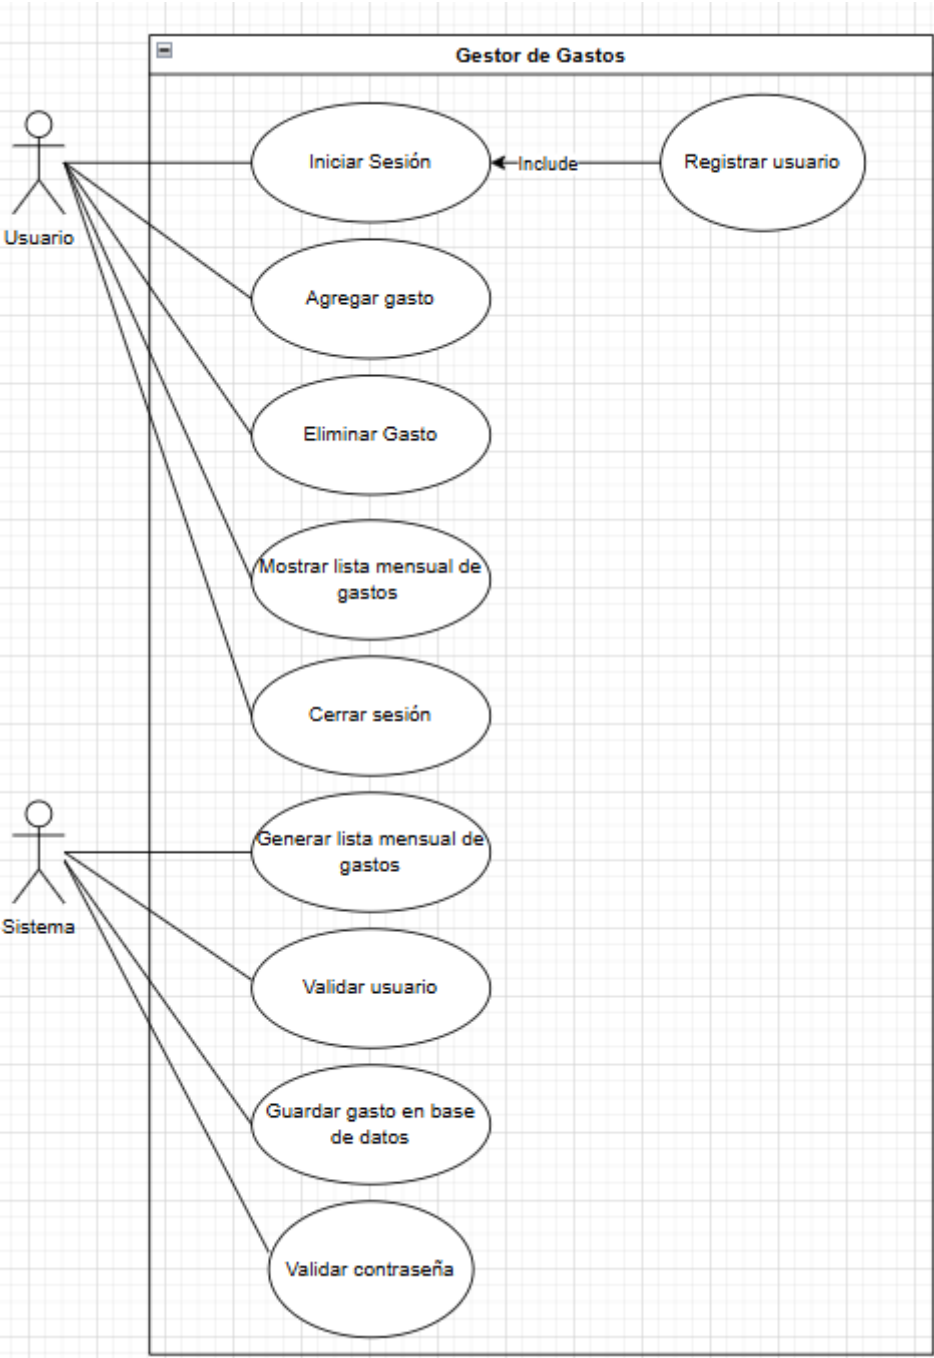 Gestor de Gastos
Usuario
Iniciar Sesión
Include
Registrar usuario
Agregar gasto
Eliminar Gasto
Mostrar lista mensual de
gastos
Cerrar sesión
Sistema
Generar lista mensual de
gastos
Validar usuario
Guardar gasto en base
de datos
Validar contraseña